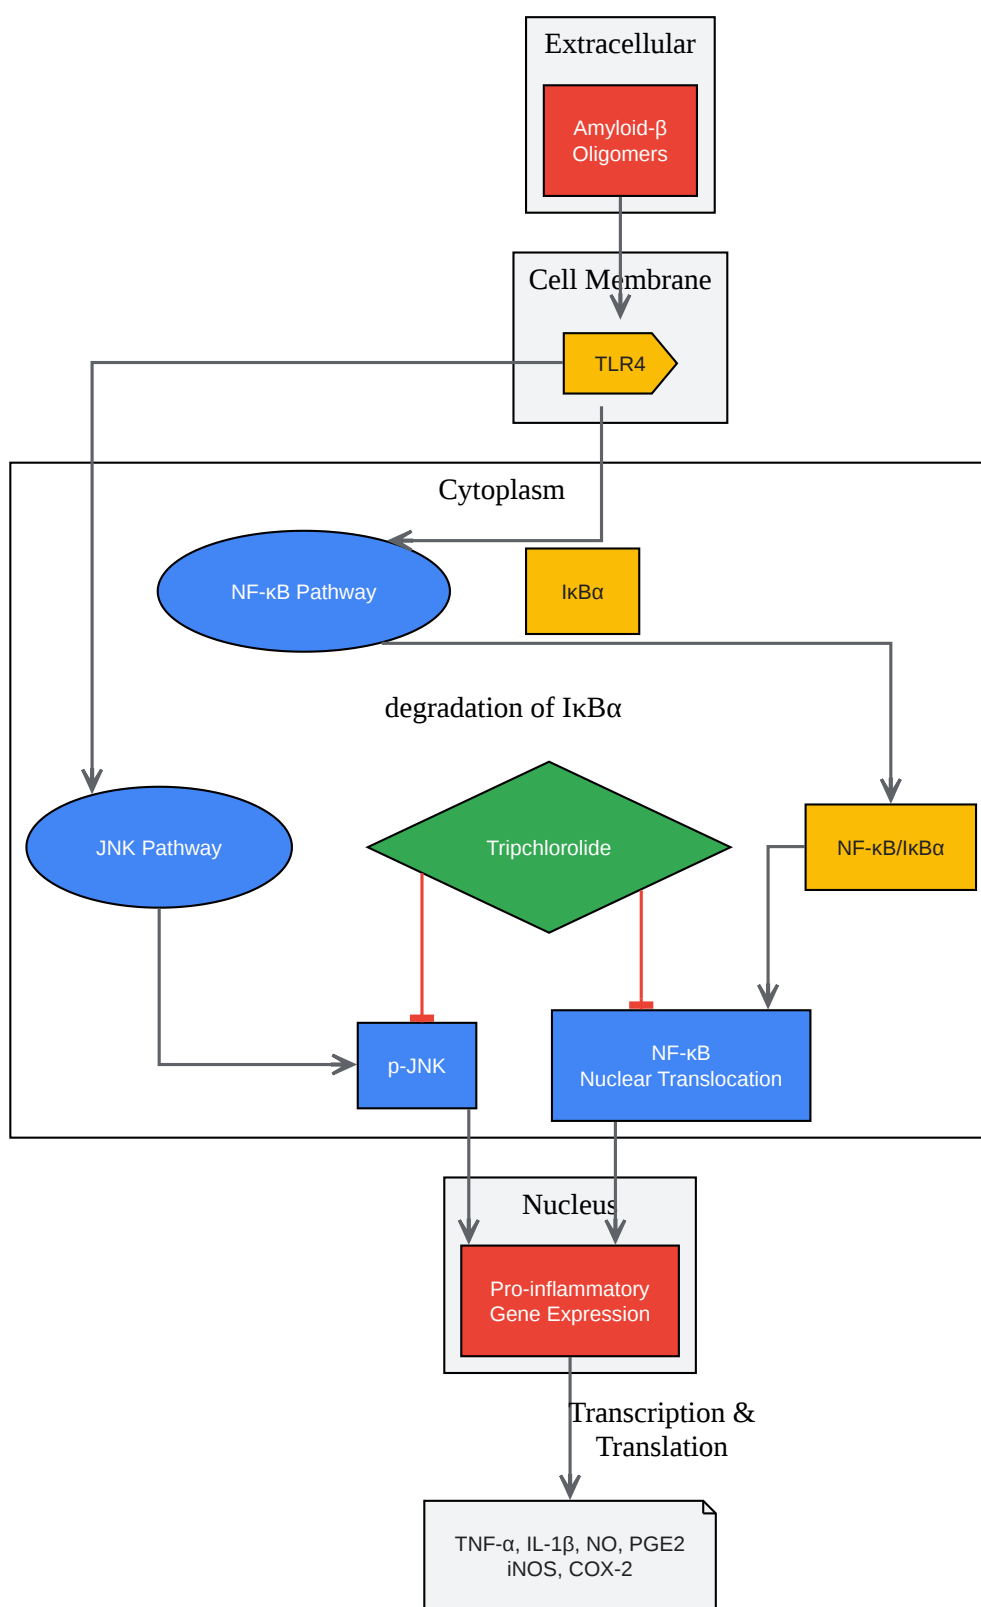 Extracellular
Amyloid-β
Oligomers
Cell Membrane
TLR4
Cytoplasm
NF-κB Pathway
IκBα
degradation of IκBα
JNK Pathway
Tripchlorolide
NF-κB/IκBα
p-JNK
NF-κB
Nuclear Translocation
Nucleus
Pro-inflammatory
Gene Expression
Transcription &
Translation
TNF-α, IL-1β, NO, PGE2
iNOS, COX-2